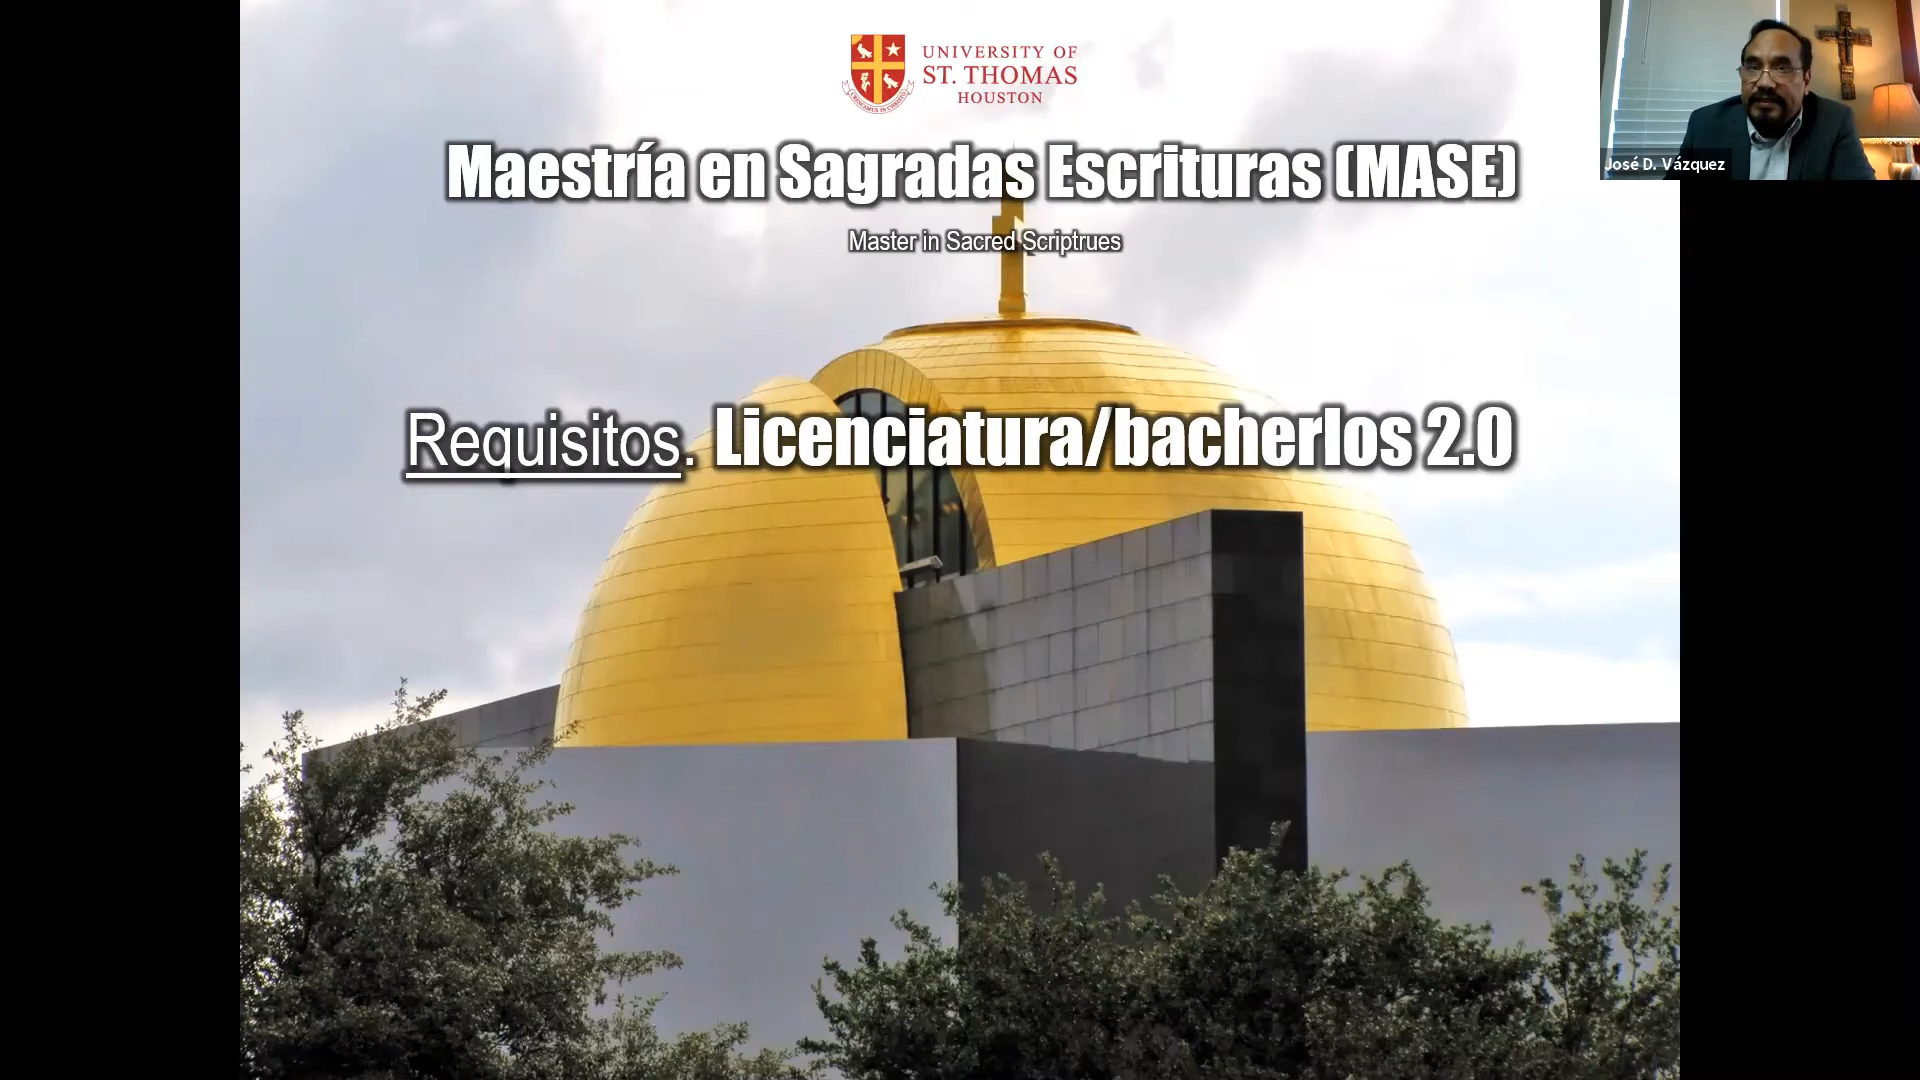 UNIVERSITY OF
ST. THOMAS
HOUSTON
Maestría en Sagradas Escrituras (MASE)
Master in Sacred Scriptrues
Requisitos. Licenciatura/bacherlos 2.0
José D. Vázquez